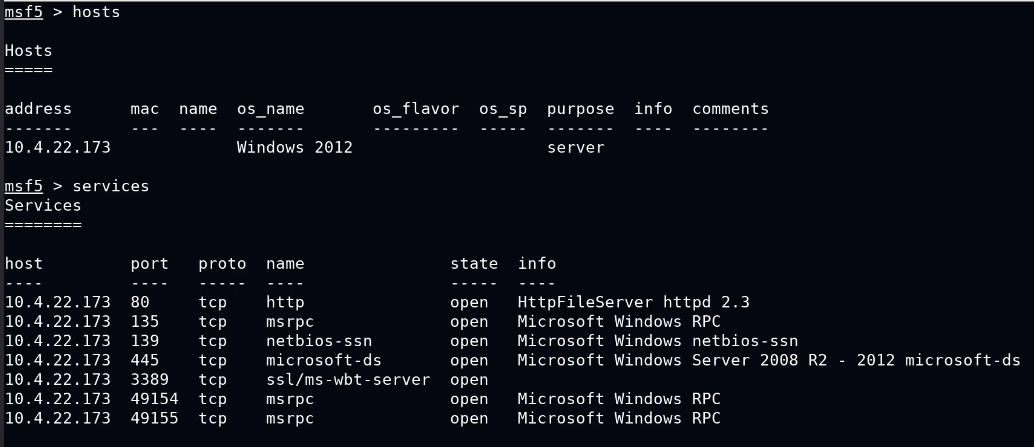 msf5 > hosts
Hosts
=====
address      mac  name  os_name       os_flavor  os_sp  purpose  info  comments
-------      ---  ----  -------       ---------  -----  -------  ----  --------
10.4.22.173             Windows 2012                    server
msf5 > services
Services
========
host         port   proto  name               state  info
----         ----   -----  ----               -----  ----
10.4.22.173  80     tcp    http               open   HttpFileServer httpd 2.3
10.4.22.173  135    tcp    msrpc              open   Microsoft Windows RPC
10.4.22.173  139    tcp    netbios-ssn        open   Microsoft Windows netbios-ssn
10.4.22.173  445    tcp    microsoft-ds       open   Microsoft Windows Server 2008 R2 - 2012 microsoft-ds
10.4.22.173  3389   tcp    ssl/ms-wbt-server  open
10.4.22.173  49154  tcp    msrpc              open   Microsoft Windows RPC
10.4.22.173  49155  tcp    msrpc              open   Microsoft Windows RPC